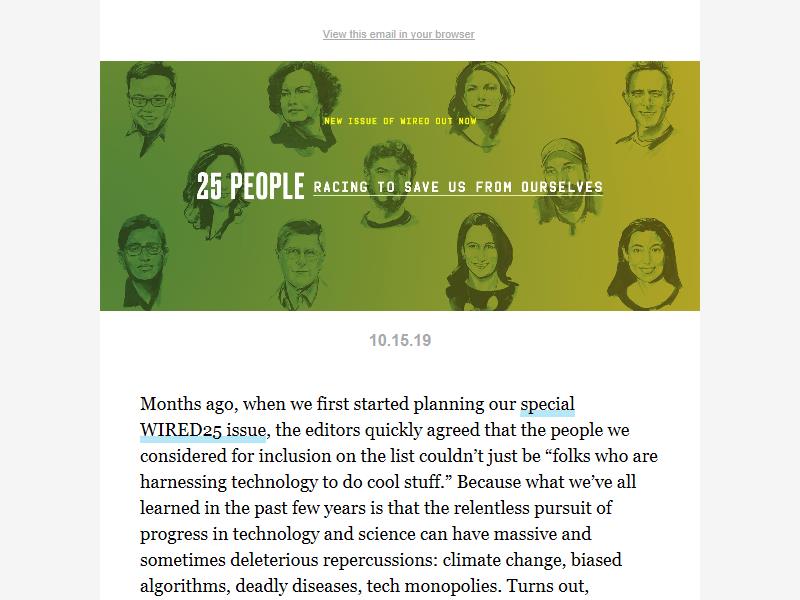 View this email in your browser
NEW ISSUE OF WIRED OUT NOW
25 PEOPLE RACING TO SAVE US FROM OURSELVES
10.15.19
Months ago, when we first started planning our special
WIRED25 issue, the editors quickly agreed that the people we
considered for inclusion on the list couldn’t just be “folks who are
harnessing technology to do cool stuff.” Because what we’ve all
learned in the past few years is that the relentless pursuit of
progress in technology and science can have massive and
sometimes deleterious repercussions: climate change, biased
algorithms, deadly diseases, tech monopolies. Turns out,